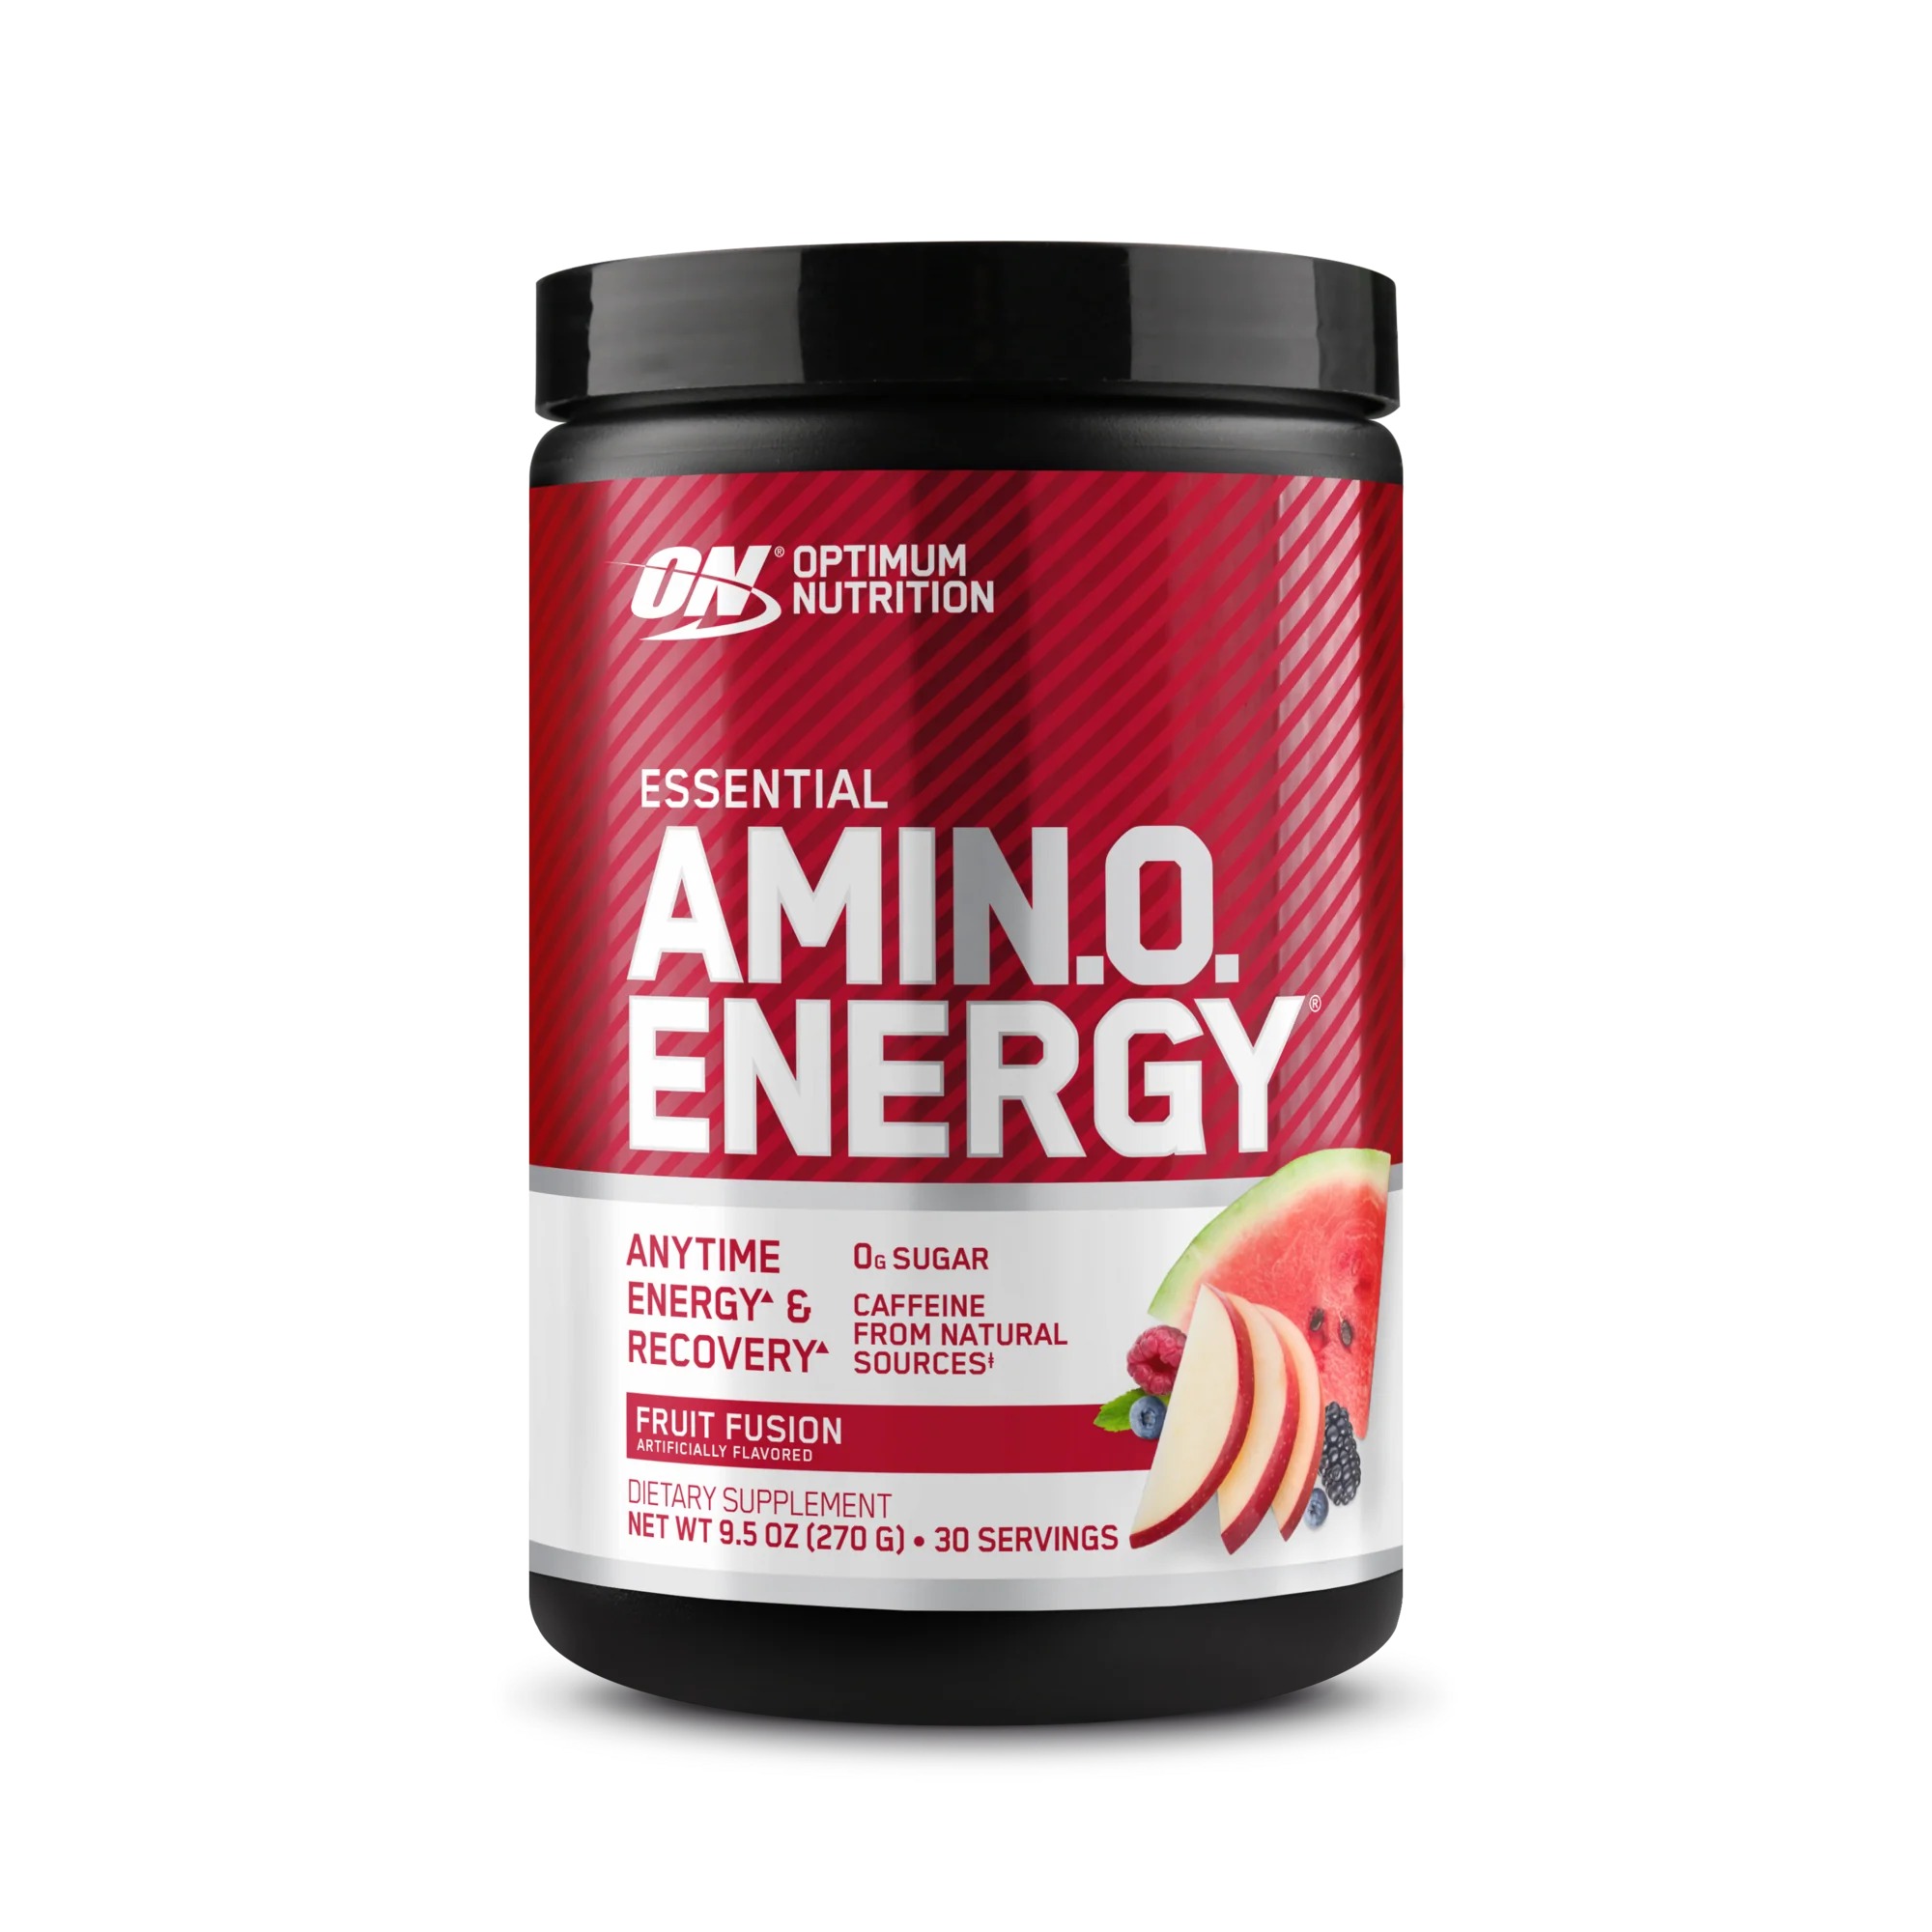 ON®
OPTIMUM
NUTRITION
ESSENTIAL
AMIN.O.
ENERGY®
ANYTIME
ENERGY▲ &
RECOVERY▲
0G SUGAR
CAFFEINE
FROM NATURAL
SOURCES‡
FRUIT FUSION
ARTIFICIALLY FLAVORED
DIETARY SUPPLEMENT
NET WT 9.5 OZ (270 G) • 30 SERVINGS